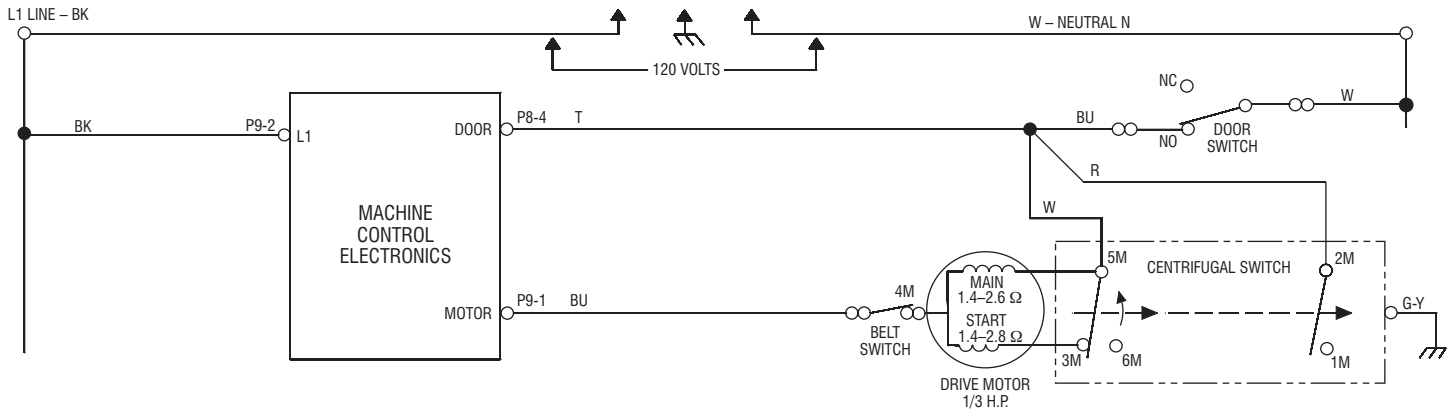 L1 LINE – BK
W – NEUTRAL N
120 VOLTS
NC
BK
P9-2
L1
DOOR
P8-4
T
BU
NO
DOOR
SWITCH
W
R
W
MACHINE
CONTROL
ELECTRONICS
MOTOR
P9-1
BU
4M
BELT
SWITCH
MAIN
1.4–2.6 Ω
START
1.4–2.8 Ω
DRIVE MOTOR
1/3 H.P.
5M
CENTRIFUGAL SWITCH
2M
3M
6M
1M
G-Y